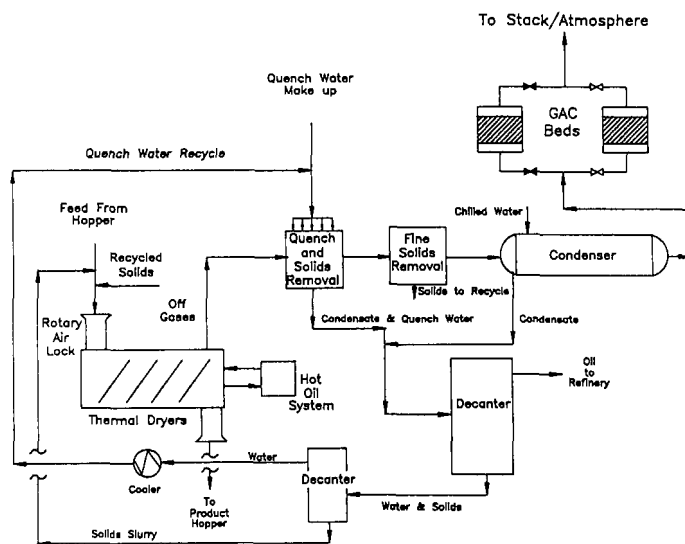 To Stack/Atmosphere
Quench Water
Make up
GAC
Beds
Quench Water Recycle
Feed From
Hopper
Chilled Water
Recycled
Solids
Quench
and
Solids
Removal
Fine
Solids
Removal
Condenser
Off
Gases
Solids to Recycle
Rotary
Air
Lock
Condensate & Quench Water
Condensate
Hot
Oil
System
Oil
to
Refinery
Thermal Dryers
Decanter
Water
Decanter
Cooler
To
Product
Hopper
Water & Solids
Solids Slurry